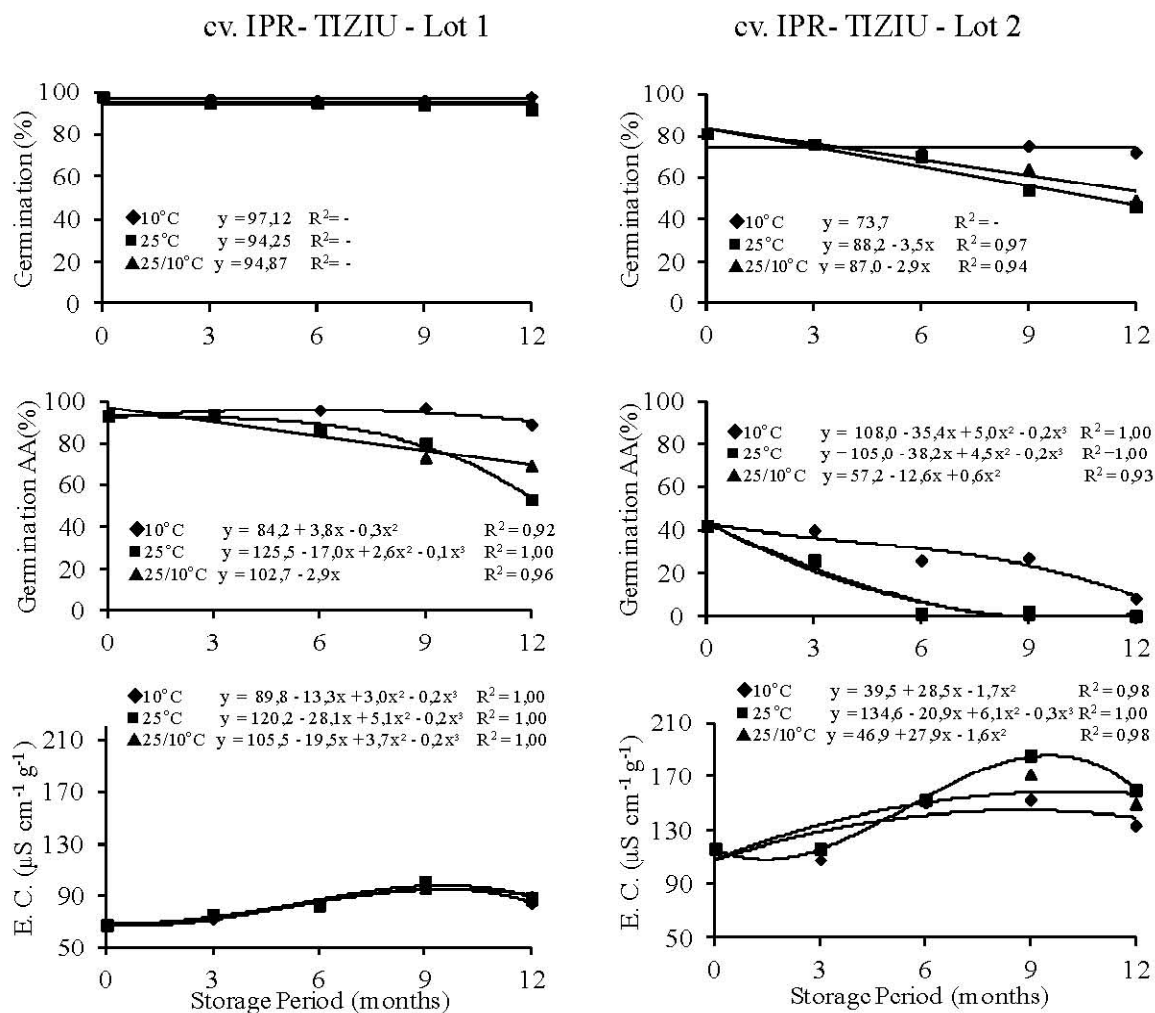 cv. IPR- TIZIU - Lot 1
cv. IPR- TIZIU - Lot 2
Germination (%)
100
80
60
40
20
0
◆10°C y = 97,12 R²= -
■ 25°C y = 94,25 R²= -
▲ 25/10°C y = 94,87 R²= -
0 3 6 9 12
Germination (%)
100
80
60
40
20
0
◆10°C y = 73,7 R²= -
■ 25°C y = 88,2 - 3,5x R² = 0,97
▲ 25/10°C y = 87,0 - 2,9x R² = 0,94
0 3 6 9 12
Germination AA(%)
100
80
60
40
20
0
◆10°C y = 84,2 + 3,8x - 0,3x² R² = 0,92
■ 25°C y = 125,5 - 17,0x + 2,6x² - 0,1x³ R² = 1,00
▲ 25/10°C y = 102,7 - 2,9x R² = 0,96
0 3 6 9 12
Germination AA(%)
100
80
60
40
20
0
◆10°C y = 108,0 - 35,4x + 5,0x² - 0,2x³ R² = 1,00
■ 25°C y = 105,0 - 38,2x + 4,5x² - 0,2x³ R² = 1,00
▲ 25/10°C y = 57,2 - 12,6x + 0,6x² R² = 0,93
0 3 6 9 12
E. C. (µS cm⁻¹ g⁻¹)
◆10°C y = 89,8 - 13,3x + 3,0x² - 0,2x³ R² = 1,00
■ 25°C y = 120,2 - 28,1x + 5,1x² - 0,2x³ R² = 1,00
▲ 25/10°C y = 105,5 - 19,5x + 3,7x² - 0,2x³ R² = 1,00
210
170
130
90
50
0 3 6 9 12
Storage Period (months)
E. C. (µS cm⁻¹ g⁻¹)
◆10°C y = 39,5 + 28,5x - 1,7x² R² = 0,98
■ 25°C y = 134,6 - 20,9x + 6,1x² - 0,3x³ R² = 1,00
▲ 25/10°C y = 46,9 + 27,9x - 1,6x² R² = 0,98
210
170
130
90
50
0 3 6 9 12
Storage Period (months)